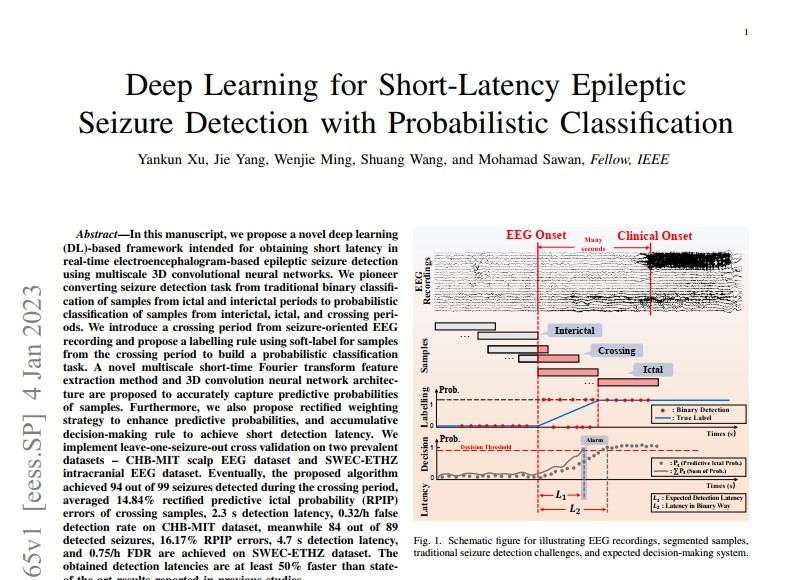 1
Deep Learning for Short-Latency Epileptic
Seizure Detection with Probabilistic Classification
Yankun Xu, Jie Yang, Wenjie Ming, Shuang Wang, and Mohamad Sawan, Fellow, IEEE
65v1 [eess.SP] 4 Jan 2023
Abstract—In this manuscript, we propose a novel deep learning
(DL)-based framework intended for obtaining short latency in
real-time electroencephalogram-based epileptic seizure detection
using multiscale 3D convolutional neural networks. We pioneer
converting seizure detection task from traditional binary classifi-
cation of samples from ictal and interictal periods to probabilistic
classification of samples from interictal, ictal, and crossing peri-
ods. We introduce a crossing period from seizure-oriented EEG
recording and propose a labelling rule using soft-label for samples
from the crossing period to build a probabilistic classification
task. A novel multiscale short-time Fourier transform feature
extraction method and 3D convolution neural network architec-
ture are proposed to accurately capture predictive probabilities
of samples. Furthermore, we also propose rectified weighting
strategy to enhance predictive probabilities, and accumulative
decision-making rule to achieve short detection latency. We
implement leave-one-seizure-out cross validation on two prevalent
datasets – CHB-MIT scalp EEG dataset and SWEC-ETHZ
intracranial EEG dataset. Eventually, the proposed algorithm
achieved 94 out of 99 seizures detected during the crossing period,
averaged 14.84% rectified predictive ictal probability (RPIP)
errors of crossing samples, 2.3 s detection latency, 0.32/h false
detection rate on CHB-MIT dataset, meanwhile 84 out of 89
detected seizures, 16.17% RPIP errors, 4.7 s detection latency,
and 0.75/h FDR are achieved on SWEC-ETHZ dataset. The
obtained detection latencies are at least 50% faster than state-
of-the-art results reported in previous studies.
EEG Onset
Many
seconds
Clinical Onset
EEG
Recordings
Samples
Interictal
...
Crossing
...
Ictal
...
Labelling
Prob.
1
0
: Binary Detection
: True Label
Times (s)
Decision
Prob.
1
0
Decision Threshold
Alarm
: (Predictive Ictal Prob.)
: (Sum of Prob.)
Times (s)
Latency
L1
L2
L1 : Expected Detection Latency
L2 : Latency in Binary Way
Fig. 1. Schematic figure for illustrating EEG recordings, segmented samples,
traditional seizure detection challenges, and expected decision-making system.